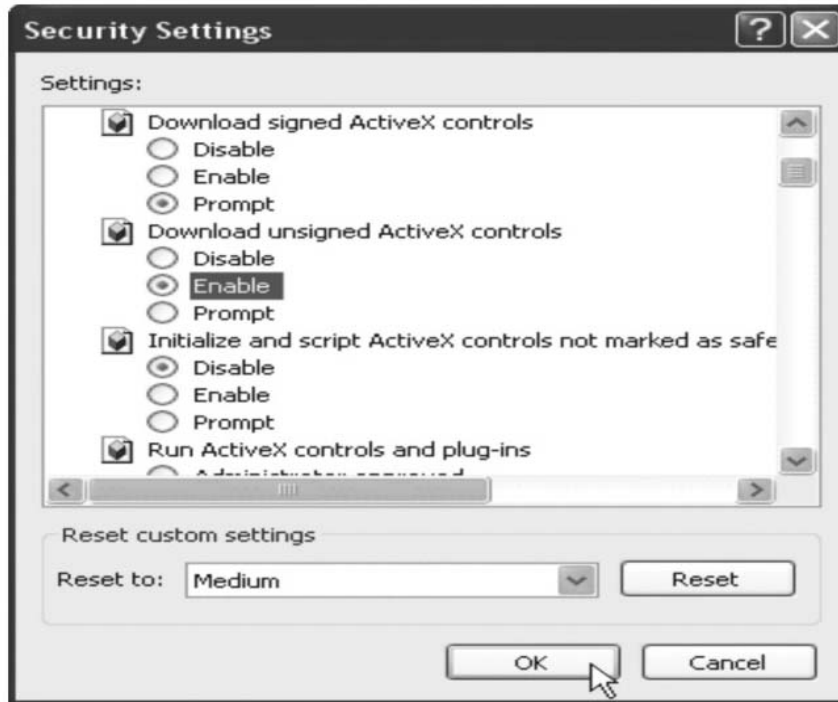 Security Settings
Settings:
Download signed ActiveX controls
Disable
Enable
Prompt
Download unsigned ActiveX controls
Disable
Enable
Prompt
Initialize and script ActiveX controls not marked as safe
Disable
Enable
Prompt
Run ActiveX controls and plug-ins
Reset custom settings
Reset to: Medium Reset
OK Cancel